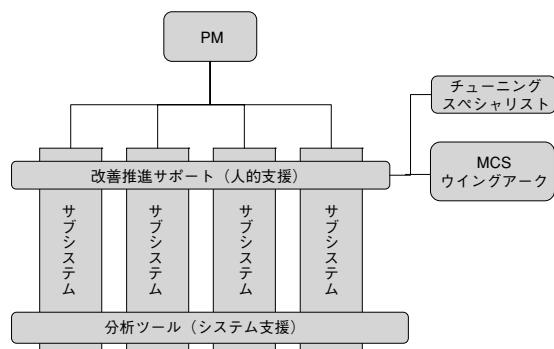 PM
チューニング
スペシャリスト
改善推進サポート（人的支援）
MCS
ウイングアーク
サブシステム
サブシステム
サブシステム
サブシステム
分析ツール（システム支援）